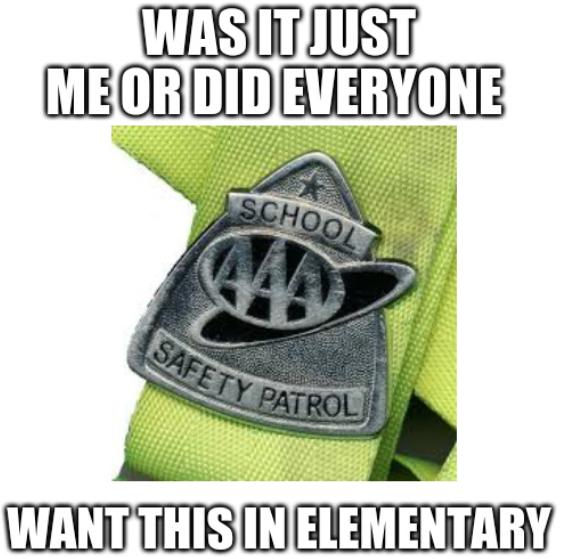 WAS IT JUST
ME OR DID EVERYONE
SCHOOL
AAA
SAFETY PATROL
WANT THIS IN ELEMENTARY